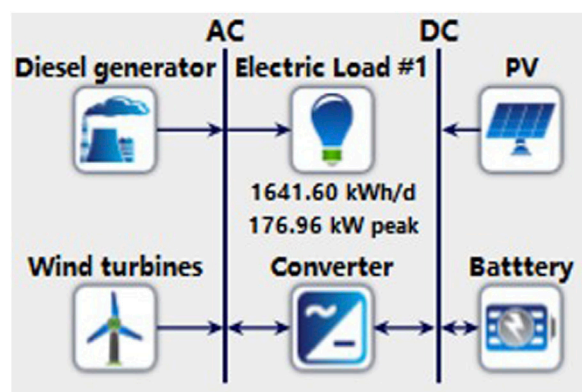 AC DC
Diesel generator Electric Load #1 PV
1641.60 kWh/d
176.96 kW peak
Wind turbines Converter Batttery